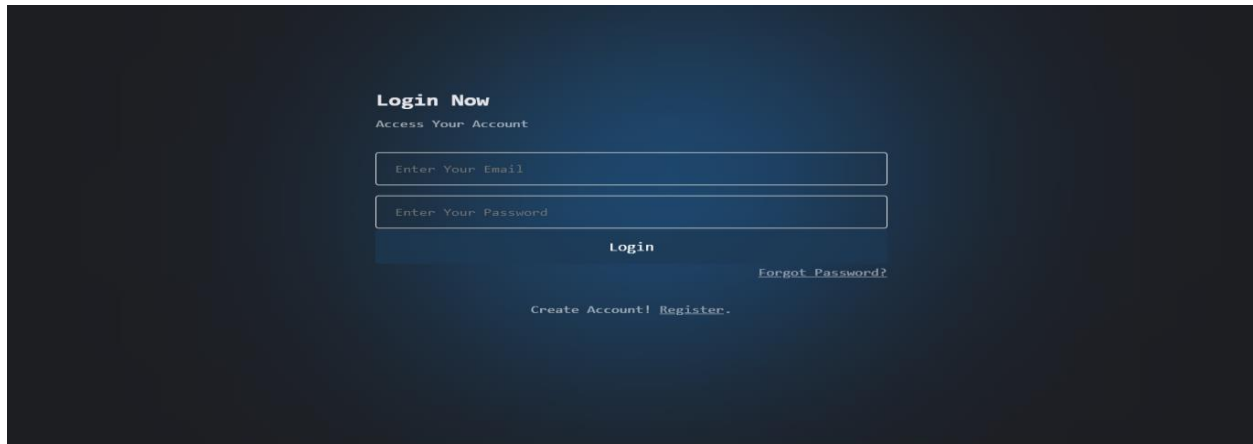 Login Now
Access Your Account
Enter Your Email
Enter Your Password
Login
Forgot Password?
Create Account! Register.